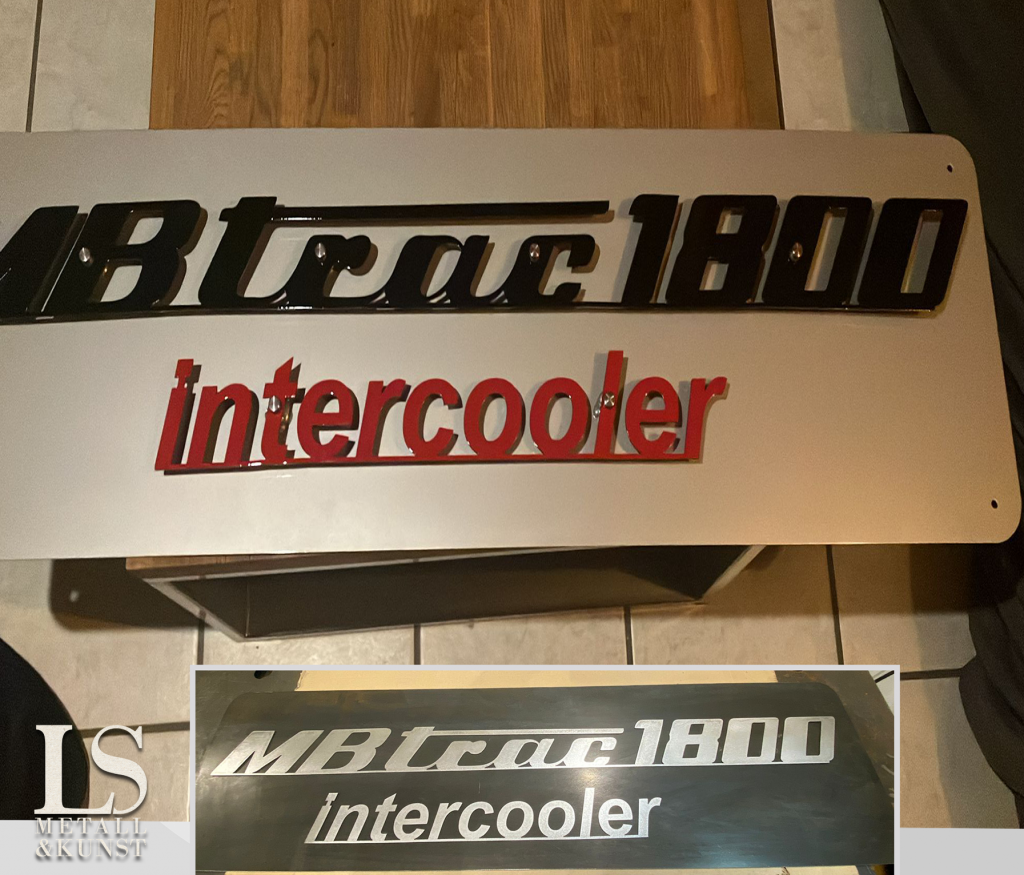 MBtrac1800
intercooler
MBtrac1800
intercooler
LS
METALL
&KUNST